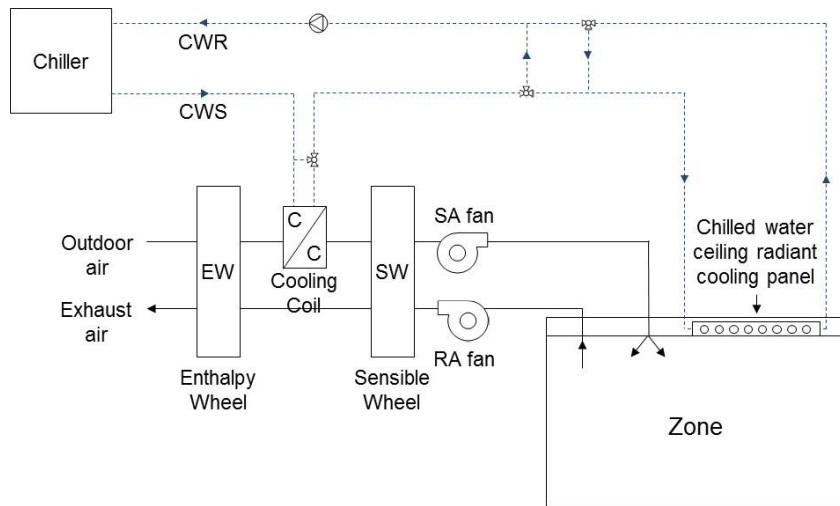 Chiller
CWR
CWS
C
C
SA fan
Chilled water
ceiling radiant
cooling panel
Outdoor
air
EW
Cooling
Coil
SW
Exhaust
air
RA fan
Enthalpy
Wheel
Sensible
Wheel
Zone